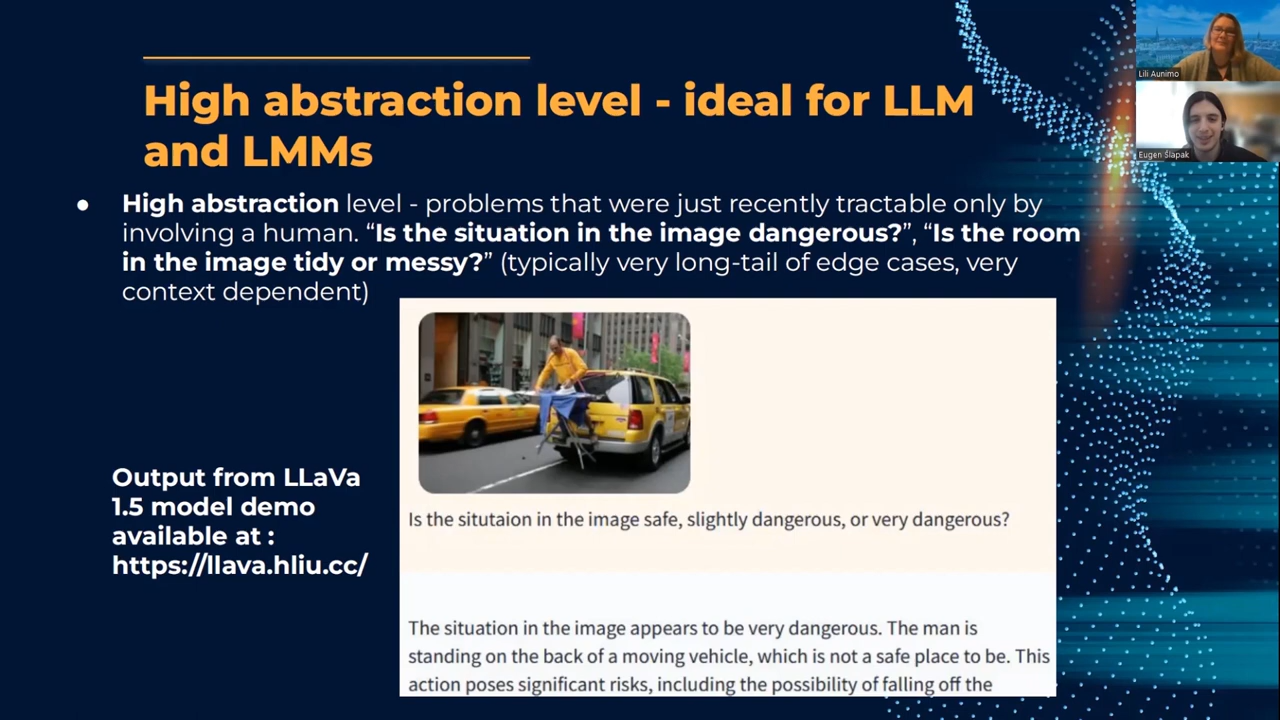 High abstraction level - ideal for LLM
and LMMs
● High abstraction level - problems that were just recently tractable only by
involving a human. “Is the situation in the image dangerous?”, “Is the room
in the image tidy or messy?” (typically very long-tail of edge cases, very
context dependent)
Output from LLaVa
1.5 model demo
available at :
https://llava.hliu.cc/
Is the situtaion in the image safe, slightly dangerous, or very dangerous?
The situation in the image appears to be very dangerous. The man is
standing on the back of a moving vehicle, which is not a safe place to be. This
action poses significant risks, including the possibility of falling off the
Lili Aunimo
Eugen Šlapak